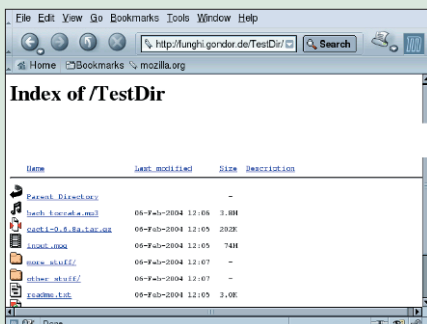 File Edit View Go Bookmarks Tools Window Help
http://funghi.gondor.de/TestDir/ Search
Home Bookmarks mozilla.org
Index of /TestDir
Name Last modified Size Description
Parent Directory -
bach_toccata.mp3 06-Feb-2004 12:06 3.8M
cacti-0.6.8a.tar.gz 06-Feb-2004 12:05 202K
input.mpg 06-Feb-2004 12:05 74M
more_stuff/ 06-Feb-2004 12:07 -
other_stuff/ 06-Feb-2004 12:07 -
readme.txt 06-Feb-2004 12:05 3.0K
Done